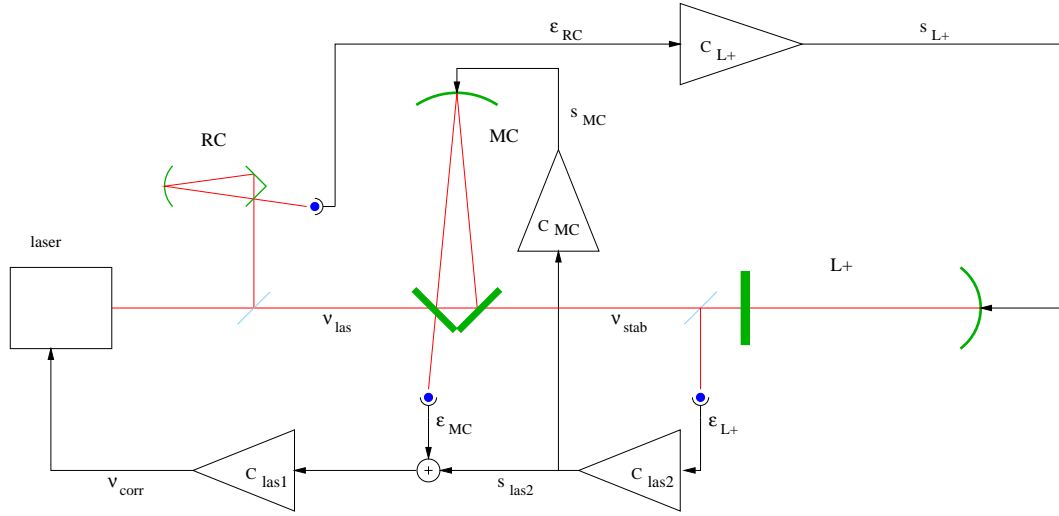 ε RC
C L+
s L+
s MC
MC
RC
C MC
laser
L+
ν las
ν stab
ε MC
ε L+
C las1
+
C las2
ν corr
s las2